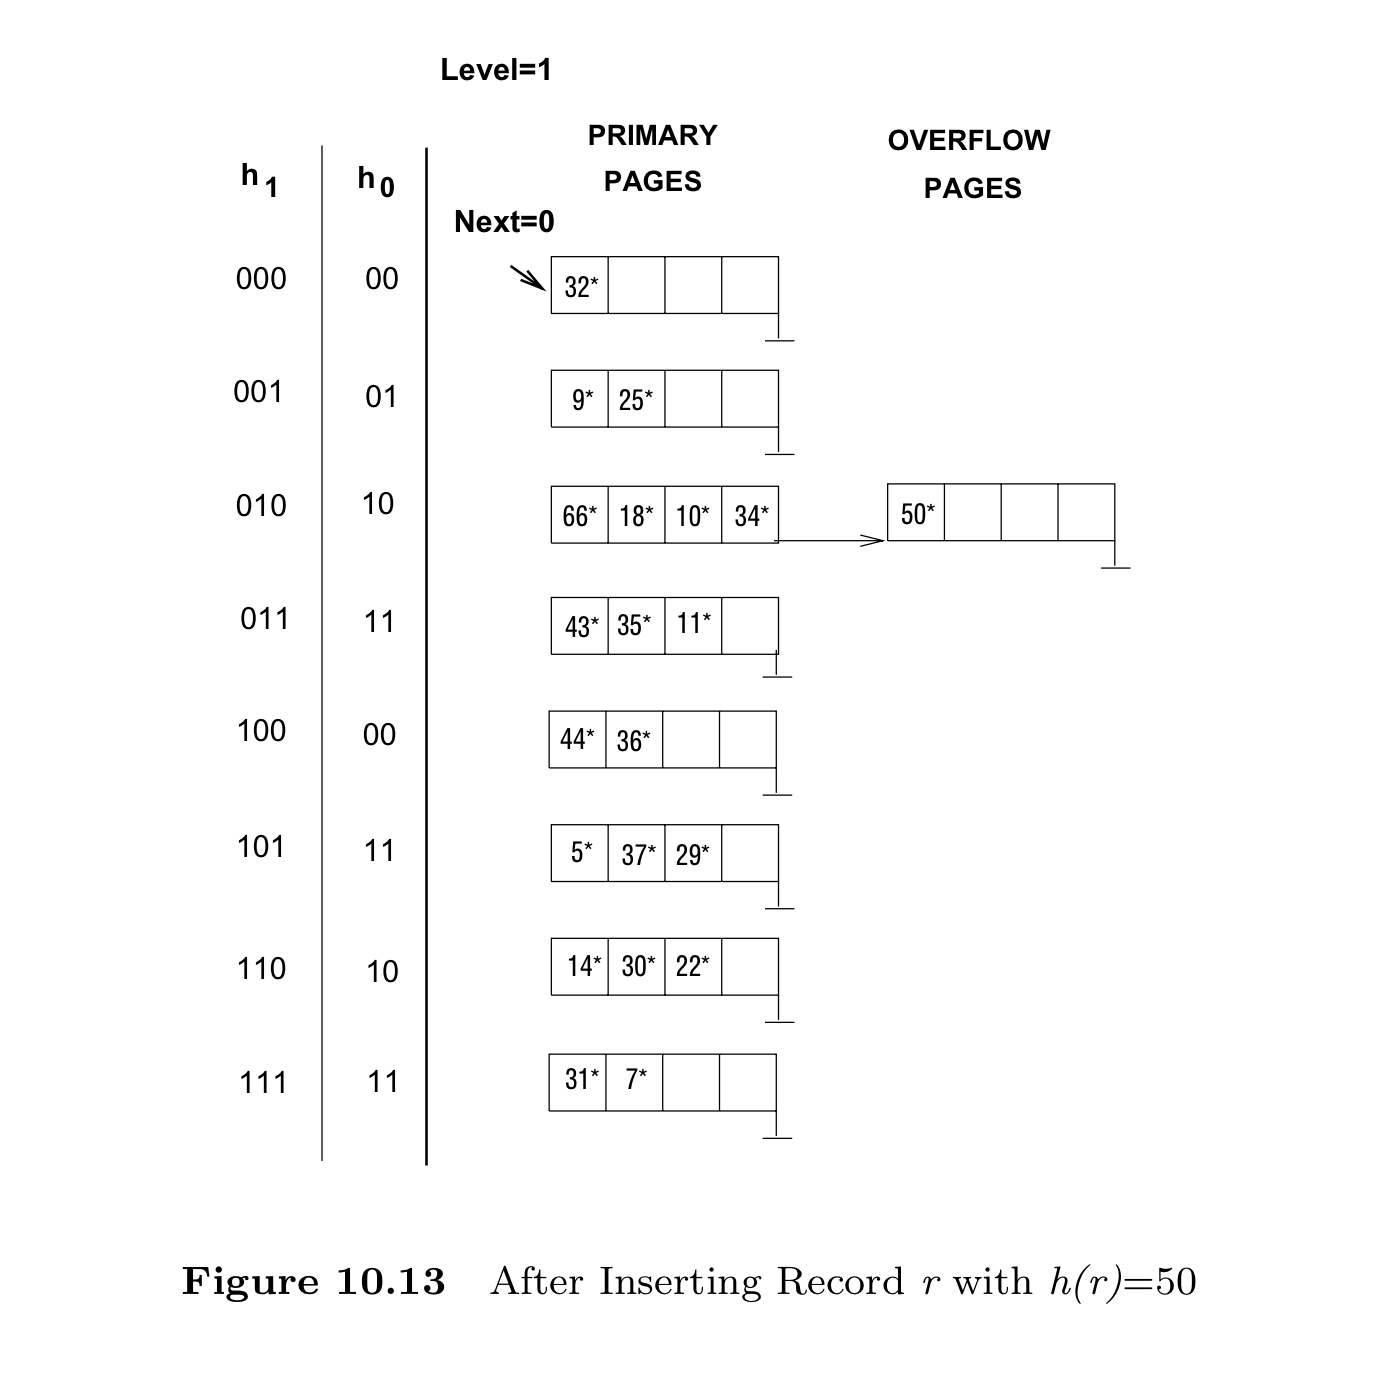 Level=1
PRIMARY PAGES
OVERFLOW PAGES
h1 h0
Next=0
000 00 32*
001 01 9* 25*
010 10 66* 18* 10* 34* 50*
011 11 43* 35* 11*
100 00 44* 36*
101 11 5* 37* 29*
110 10 14* 30* 22*
111 11 31* 7*
Figure 10.13 After Inserting Record r with h(r)=50